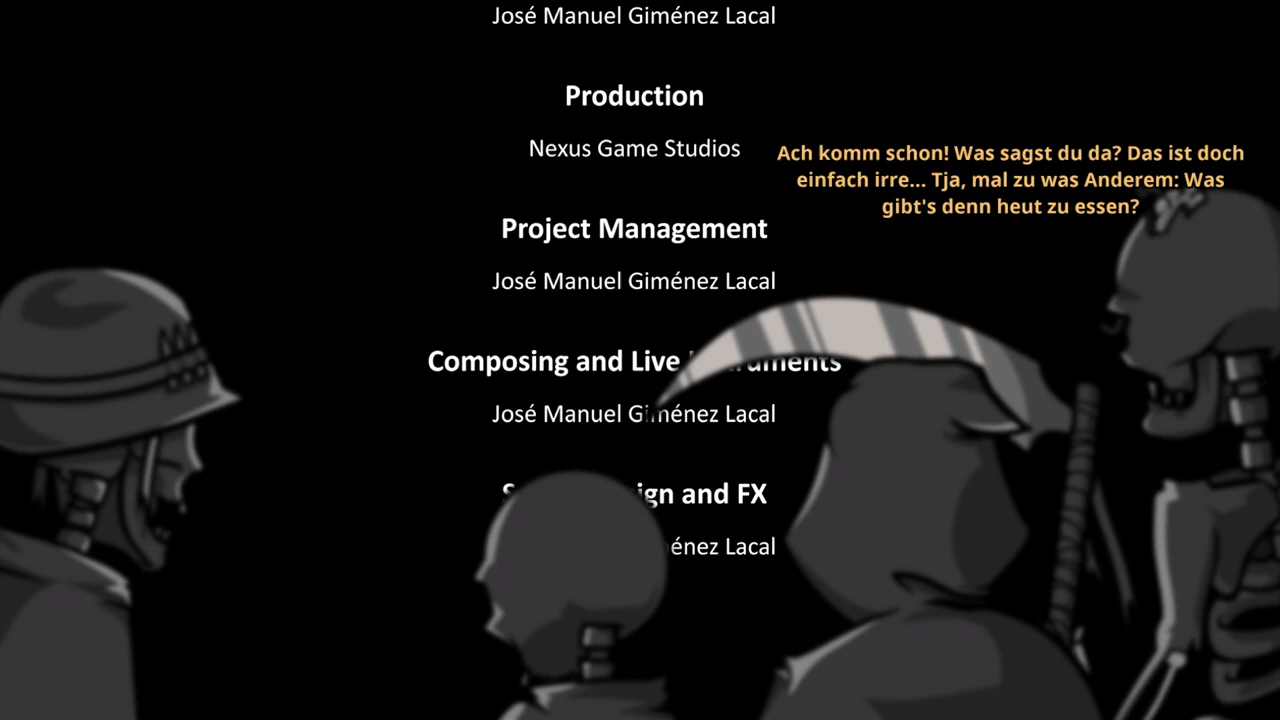 José Manuel Giménez Lacal
Production
Nexus Game Studios
Ach komm schon! Was sagst du da? Das ist doch
einfach irre... Tja, mal zu was Anderem: Was
gibt's denn heut zu essen?
Project Management
José Manuel Giménez Lacal
Composing and Live
José Manuel Giménez Lacal
and FX
Lacal